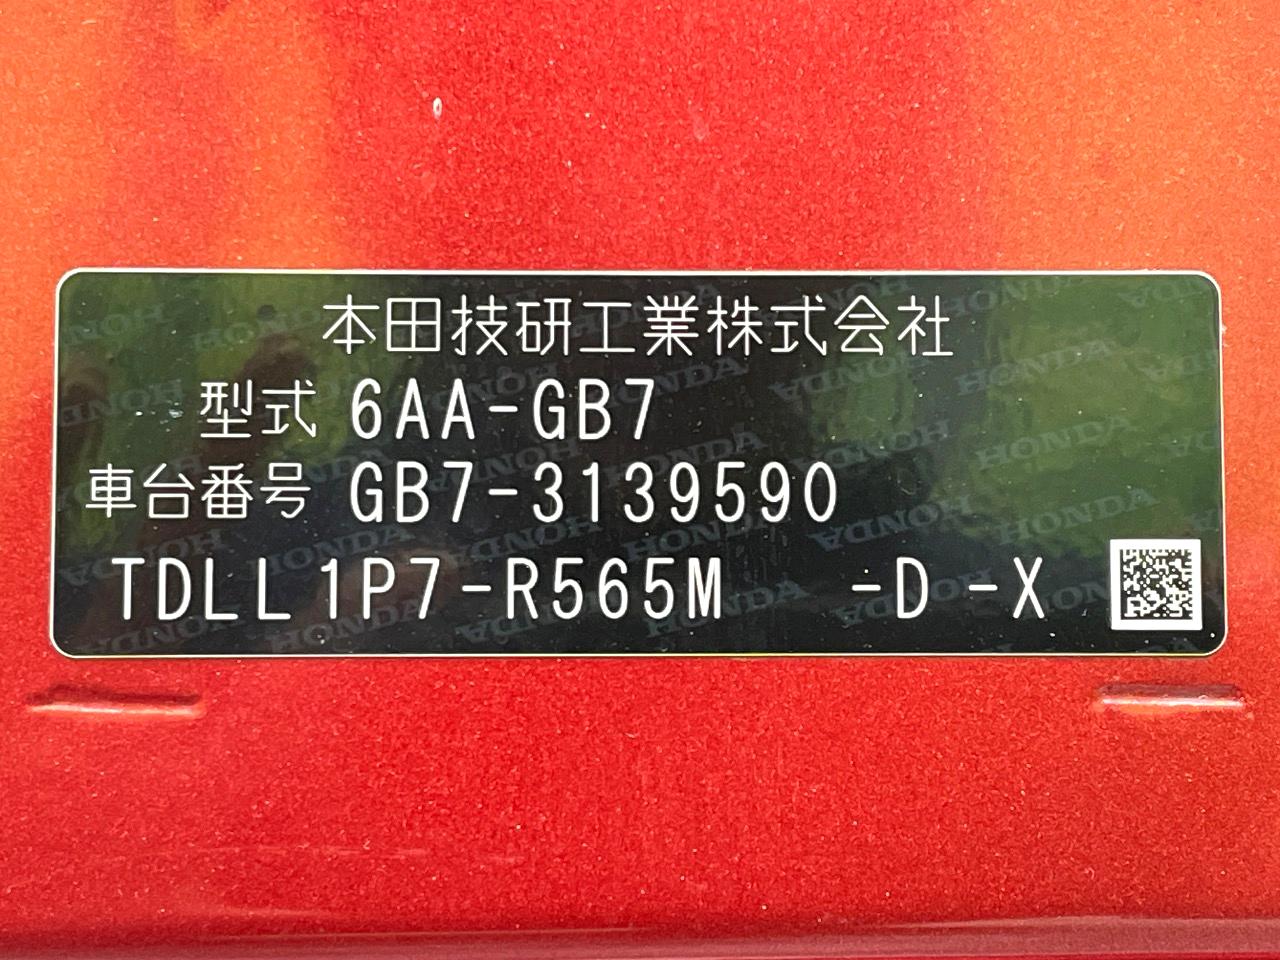 本田技研工業株式会社
型式 6AA-GB7
車台番号 GB7-3139590
TDLL1P7-R565M -D -X